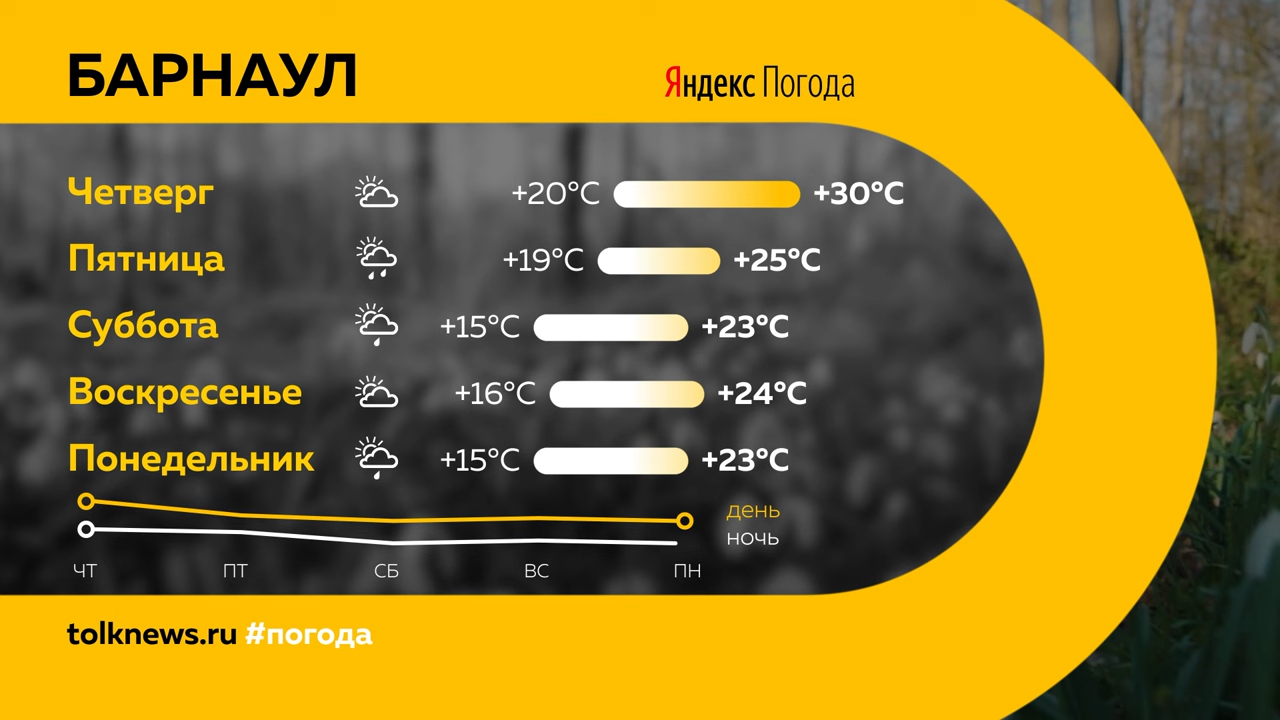 БАРНАУЛ
Яндекс Погода
Четверг +20°C +30°C
Пятница +19°C +25°C
Суббота +15°C +23°C
Воскресенье +16°C +24°C
Понедельник +15°C +23°C
день
ночь
ЧТ ПТ СБ ВС ПН
tolknews.ru #погода